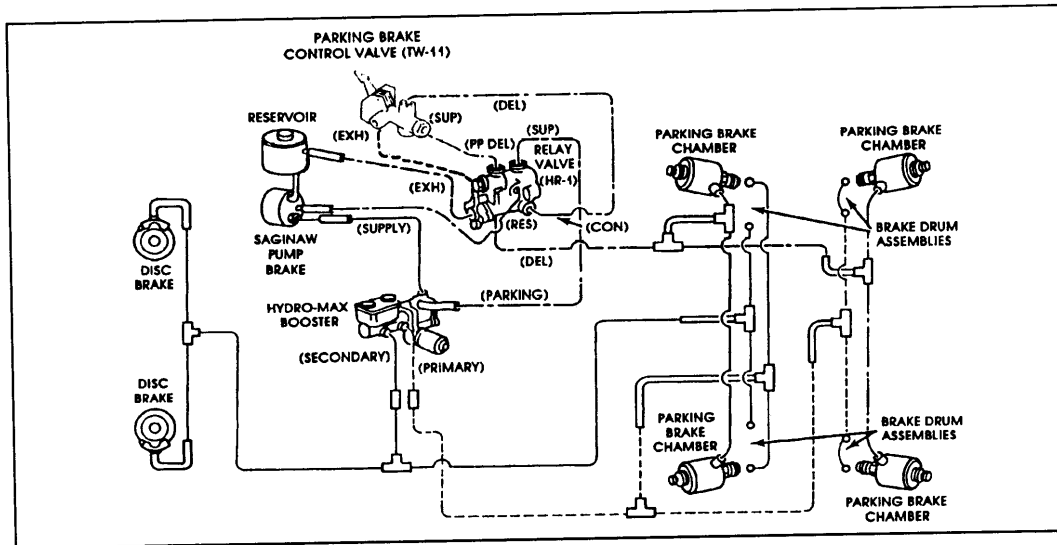 PARKING BRAKE
CONTROL VALVE (TW-11)
(DEL)
RESERVOIR
(EXH)
(SUP)
(SUP)
(PP DEL)
RELAY
VALVE
(HR-1)
(EXH)
(RES)
(CON)
PARKING BRAKE
CHAMBER
PARKING BRAKE
CHAMBER
(SUPPLY)
SAGINAW
PUMP
BRAKE
DISC
BRAKE
(DEL)
BRAKE DRUM
ASSEMBLIES
HYDRO-MAX
BOOSTER
(PARKING)
(SECONDARY)
(PRIMARY)
DISC
BRAKE
PARKING
BRAKE
CHAMBER
BRAKE DRUM
ASSEMBLIES
PARKING BRAKE
CHAMBER